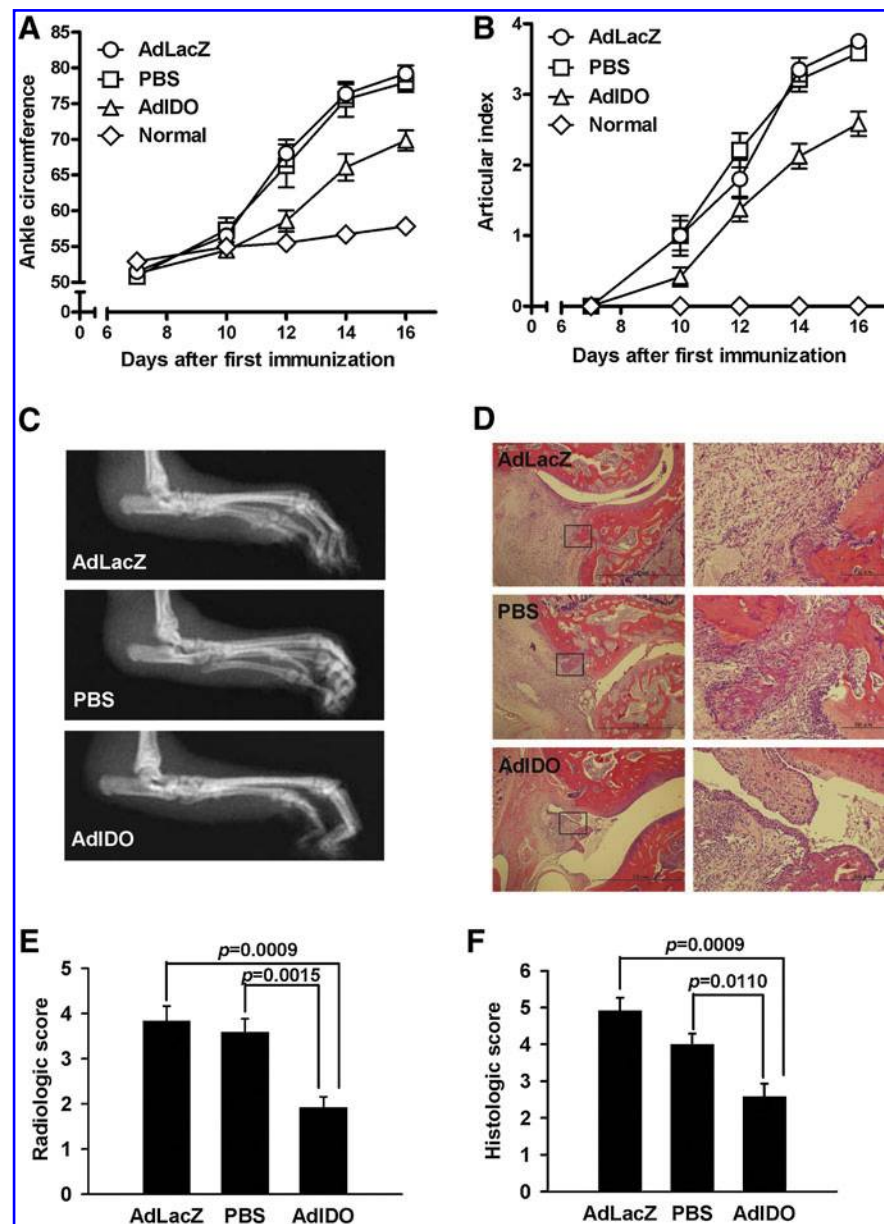 A
AdLacZ
PBS
AdIDO
Normal
Ankle circumference
85
80
75
70
65
60
55
50
0
0 6 8 10 12 14 16
Days after first immunization
B
AdLacZ
PBS
AdIDO
Normal
Articular index
4
3
2
1
0
0 6 8 10 12 14 16
Days after first immunization
C
AdLacZ
PBS
AdIDO
D
AdLacZ
PBS
AdIDO
E
p=0.0009
p=0.0015
Radiologic score
5
4
3
2
1
0
AdLacZ PBS AdIDO
F
p=0.0009
p=0.0110
Histologic score
6
5
4
3
2
1
0
AdLacZ PBS AdIDO